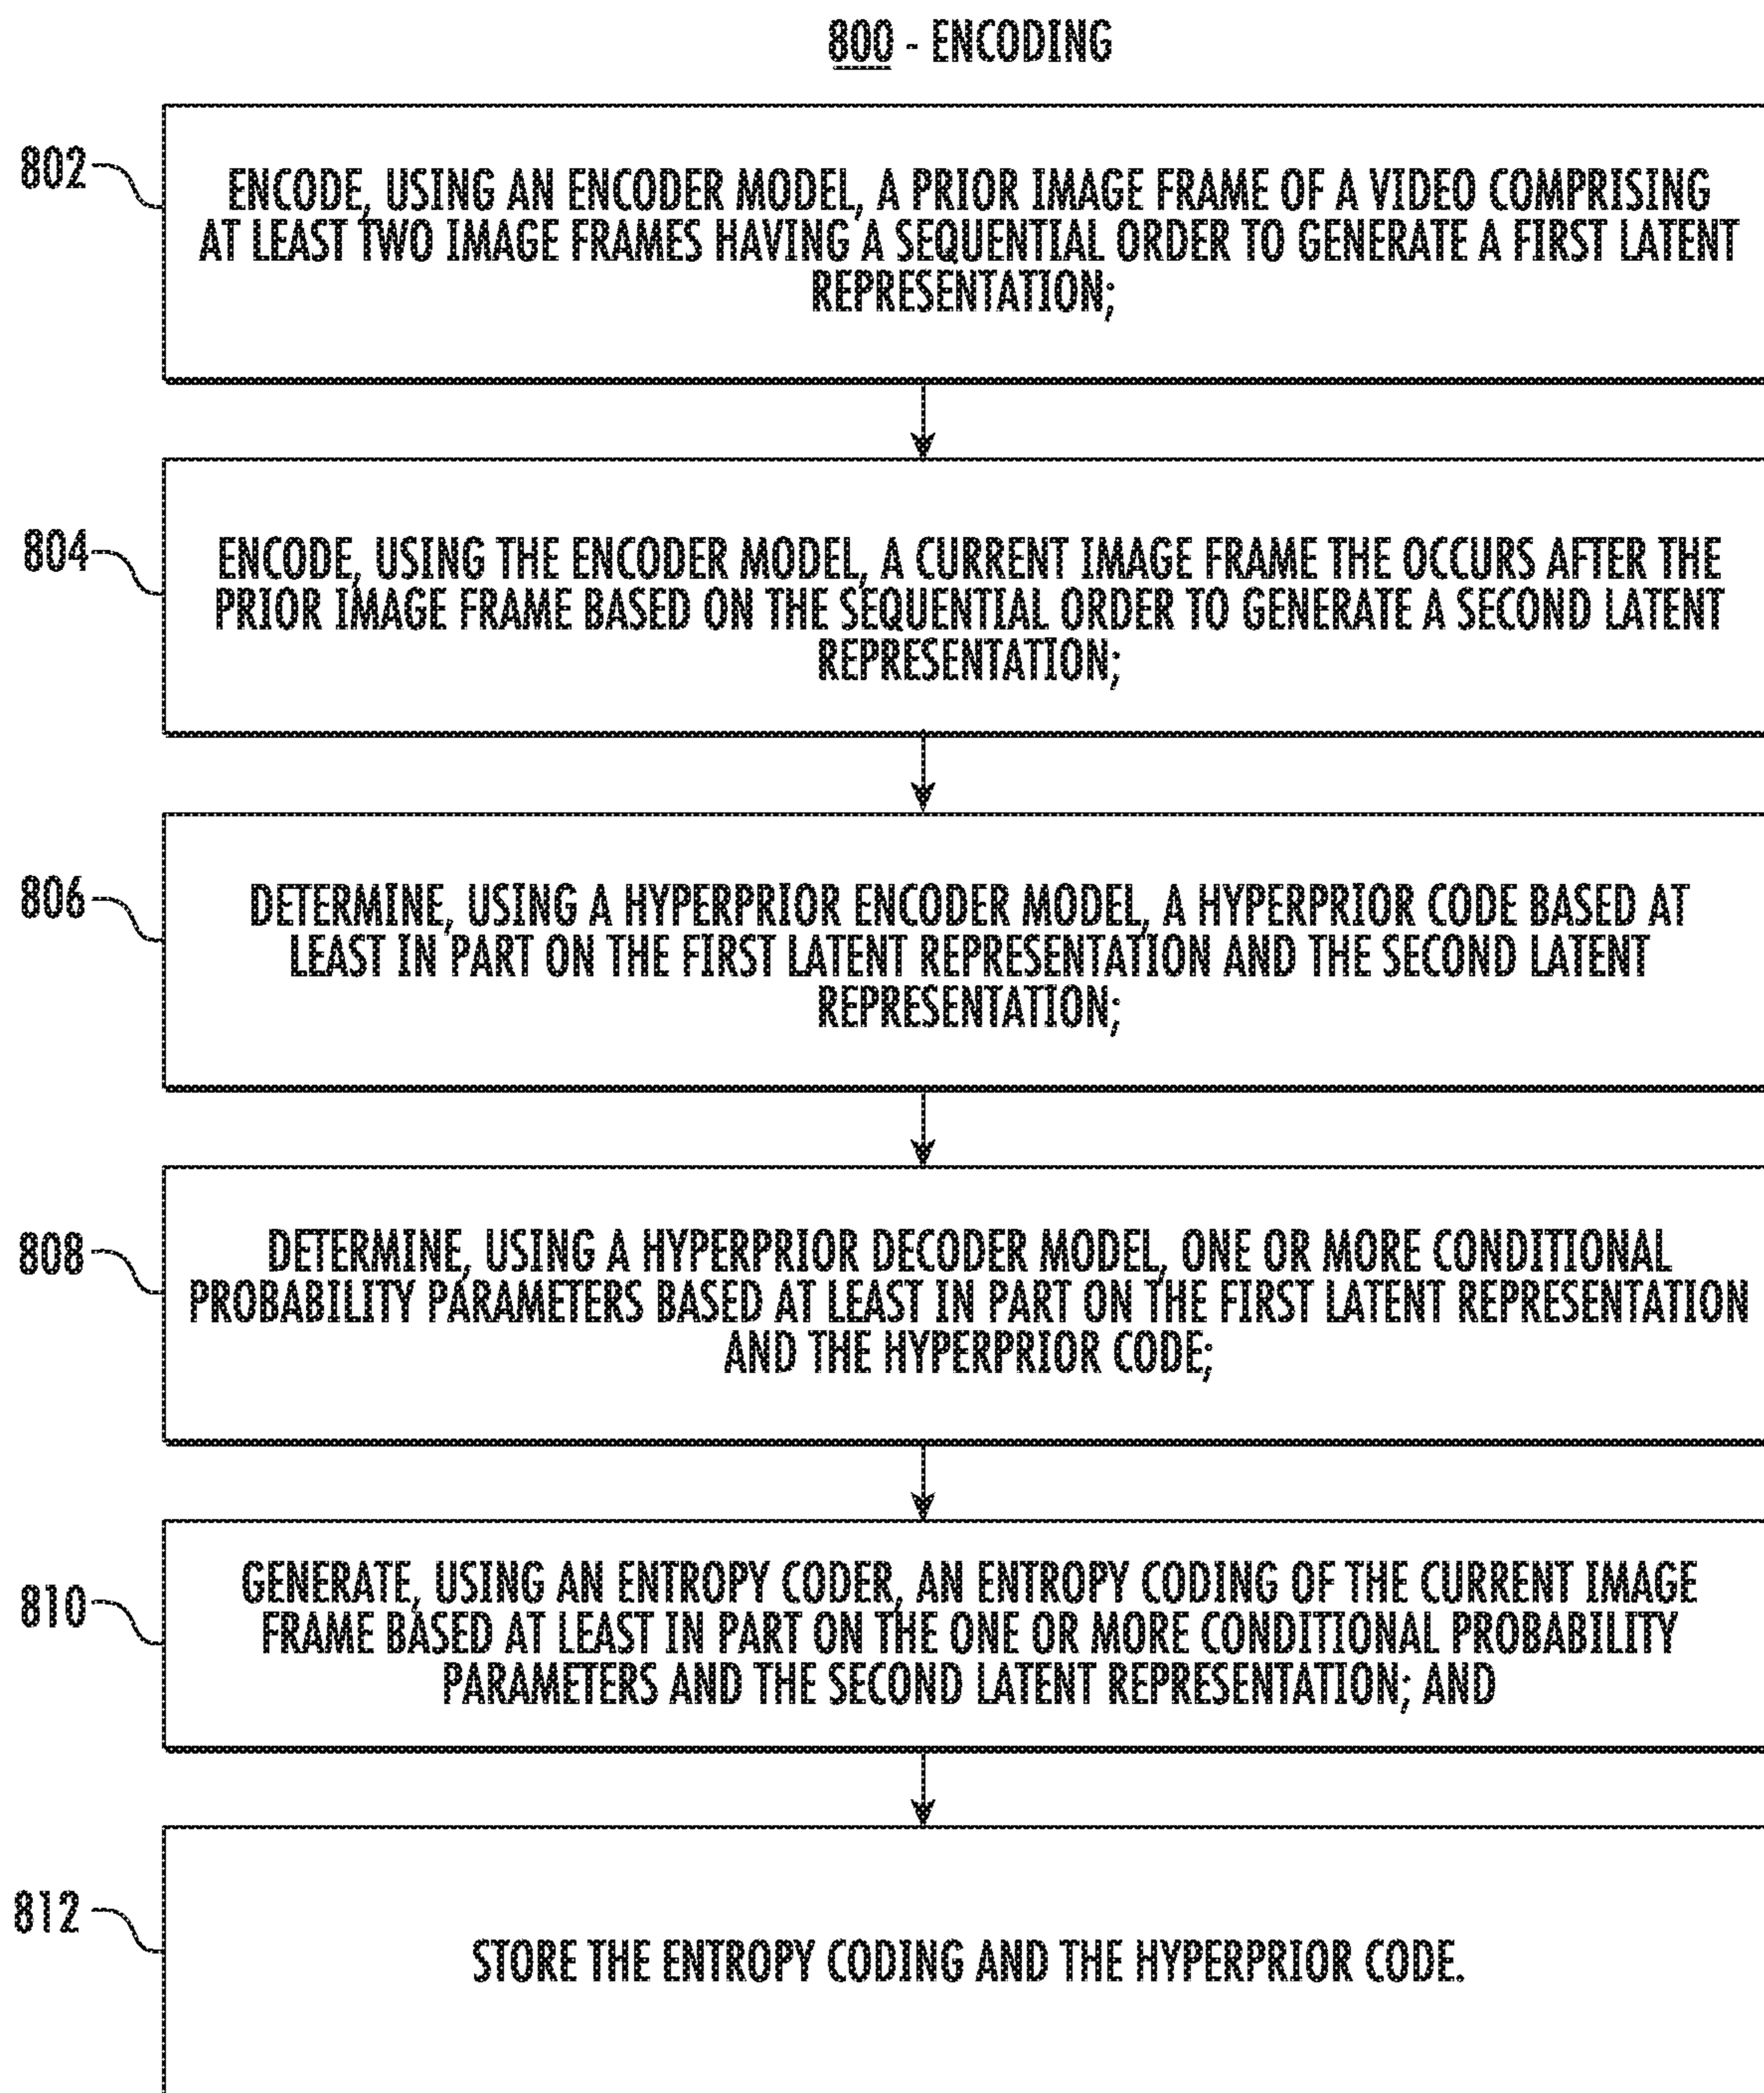 800 - ENCODING
802
ENCODE, USING AN ENCODER MODEL, A PRIOR IMAGE FRAME OF A VIDEO COMPRISING
AT LEAST TWO IMAGE FRAMES HAVING A SEQUENTIAL ORDER TO GENERATE A FIRST LATENT
REPRESENTATION;
804
ENCODE, USING THE ENCODER MODEL, A CURRENT IMAGE FRAME THE OCCURS AFTER THE
PRIOR IMAGE FRAME BASED ON THE SEQUENTIAL ORDER TO GENERATE A SECOND LATENT
REPRESENTATION;
806
DETERMINE, USING A HYPERPRIOR ENCODER MODEL, A HYPERPRIOR CODE BASED AT
LEAST IN PART ON THE FIRST LATENT REPRESENTATION AND THE SECOND LATENT
REPRESENTATION;
808
DETERMINE, USING A HYPERPRIOR DECODER MODEL, ONE OR MORE CONDITIONAL
PROBABILITY PARAMETERS BASED AT LEAST IN PART ON THE FIRST LATENT REPRESENTATION
AND THE HYPERPRIOR CODE;
810
GENERATE, USING AN ENTROPY CODER, AN ENTROPY CODING OF THE CURRENT IMAGE
FRAME BASED AT LEAST IN PART ON THE ONE OR MORE CONDITIONAL PROBABILITY
PARAMETERS AND THE SECOND LATENT REPRESENTATION; AND
812
STORE THE ENTROPY CODING AND THE HYPERPRIOR CODE.